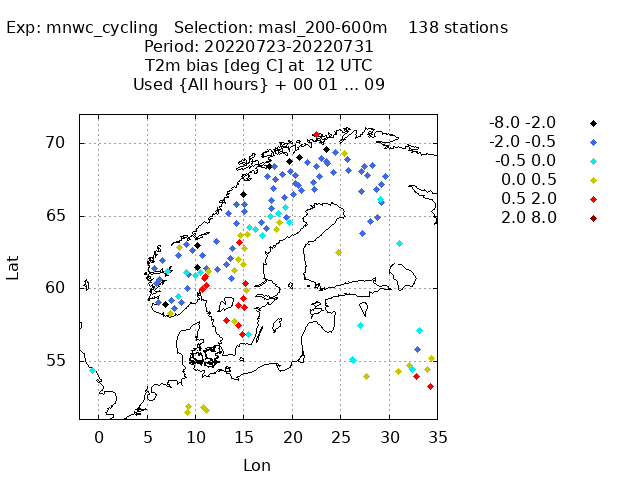 Exp: mnwc_cycling   Selection: masl_200-600m    138 stations
Period: 20220723-20220731
T2m bias [deg C] at  12 UTC
Used {All hours} + 00 01 ... 09
-8.0 -2.0
-2.0 -0.5
-0.5 0.0
0.0 0.5
0.5 2.0
2.0 8.0
70
65
60
55
Lat
0 5 10 15 20 25 30 35
Lon